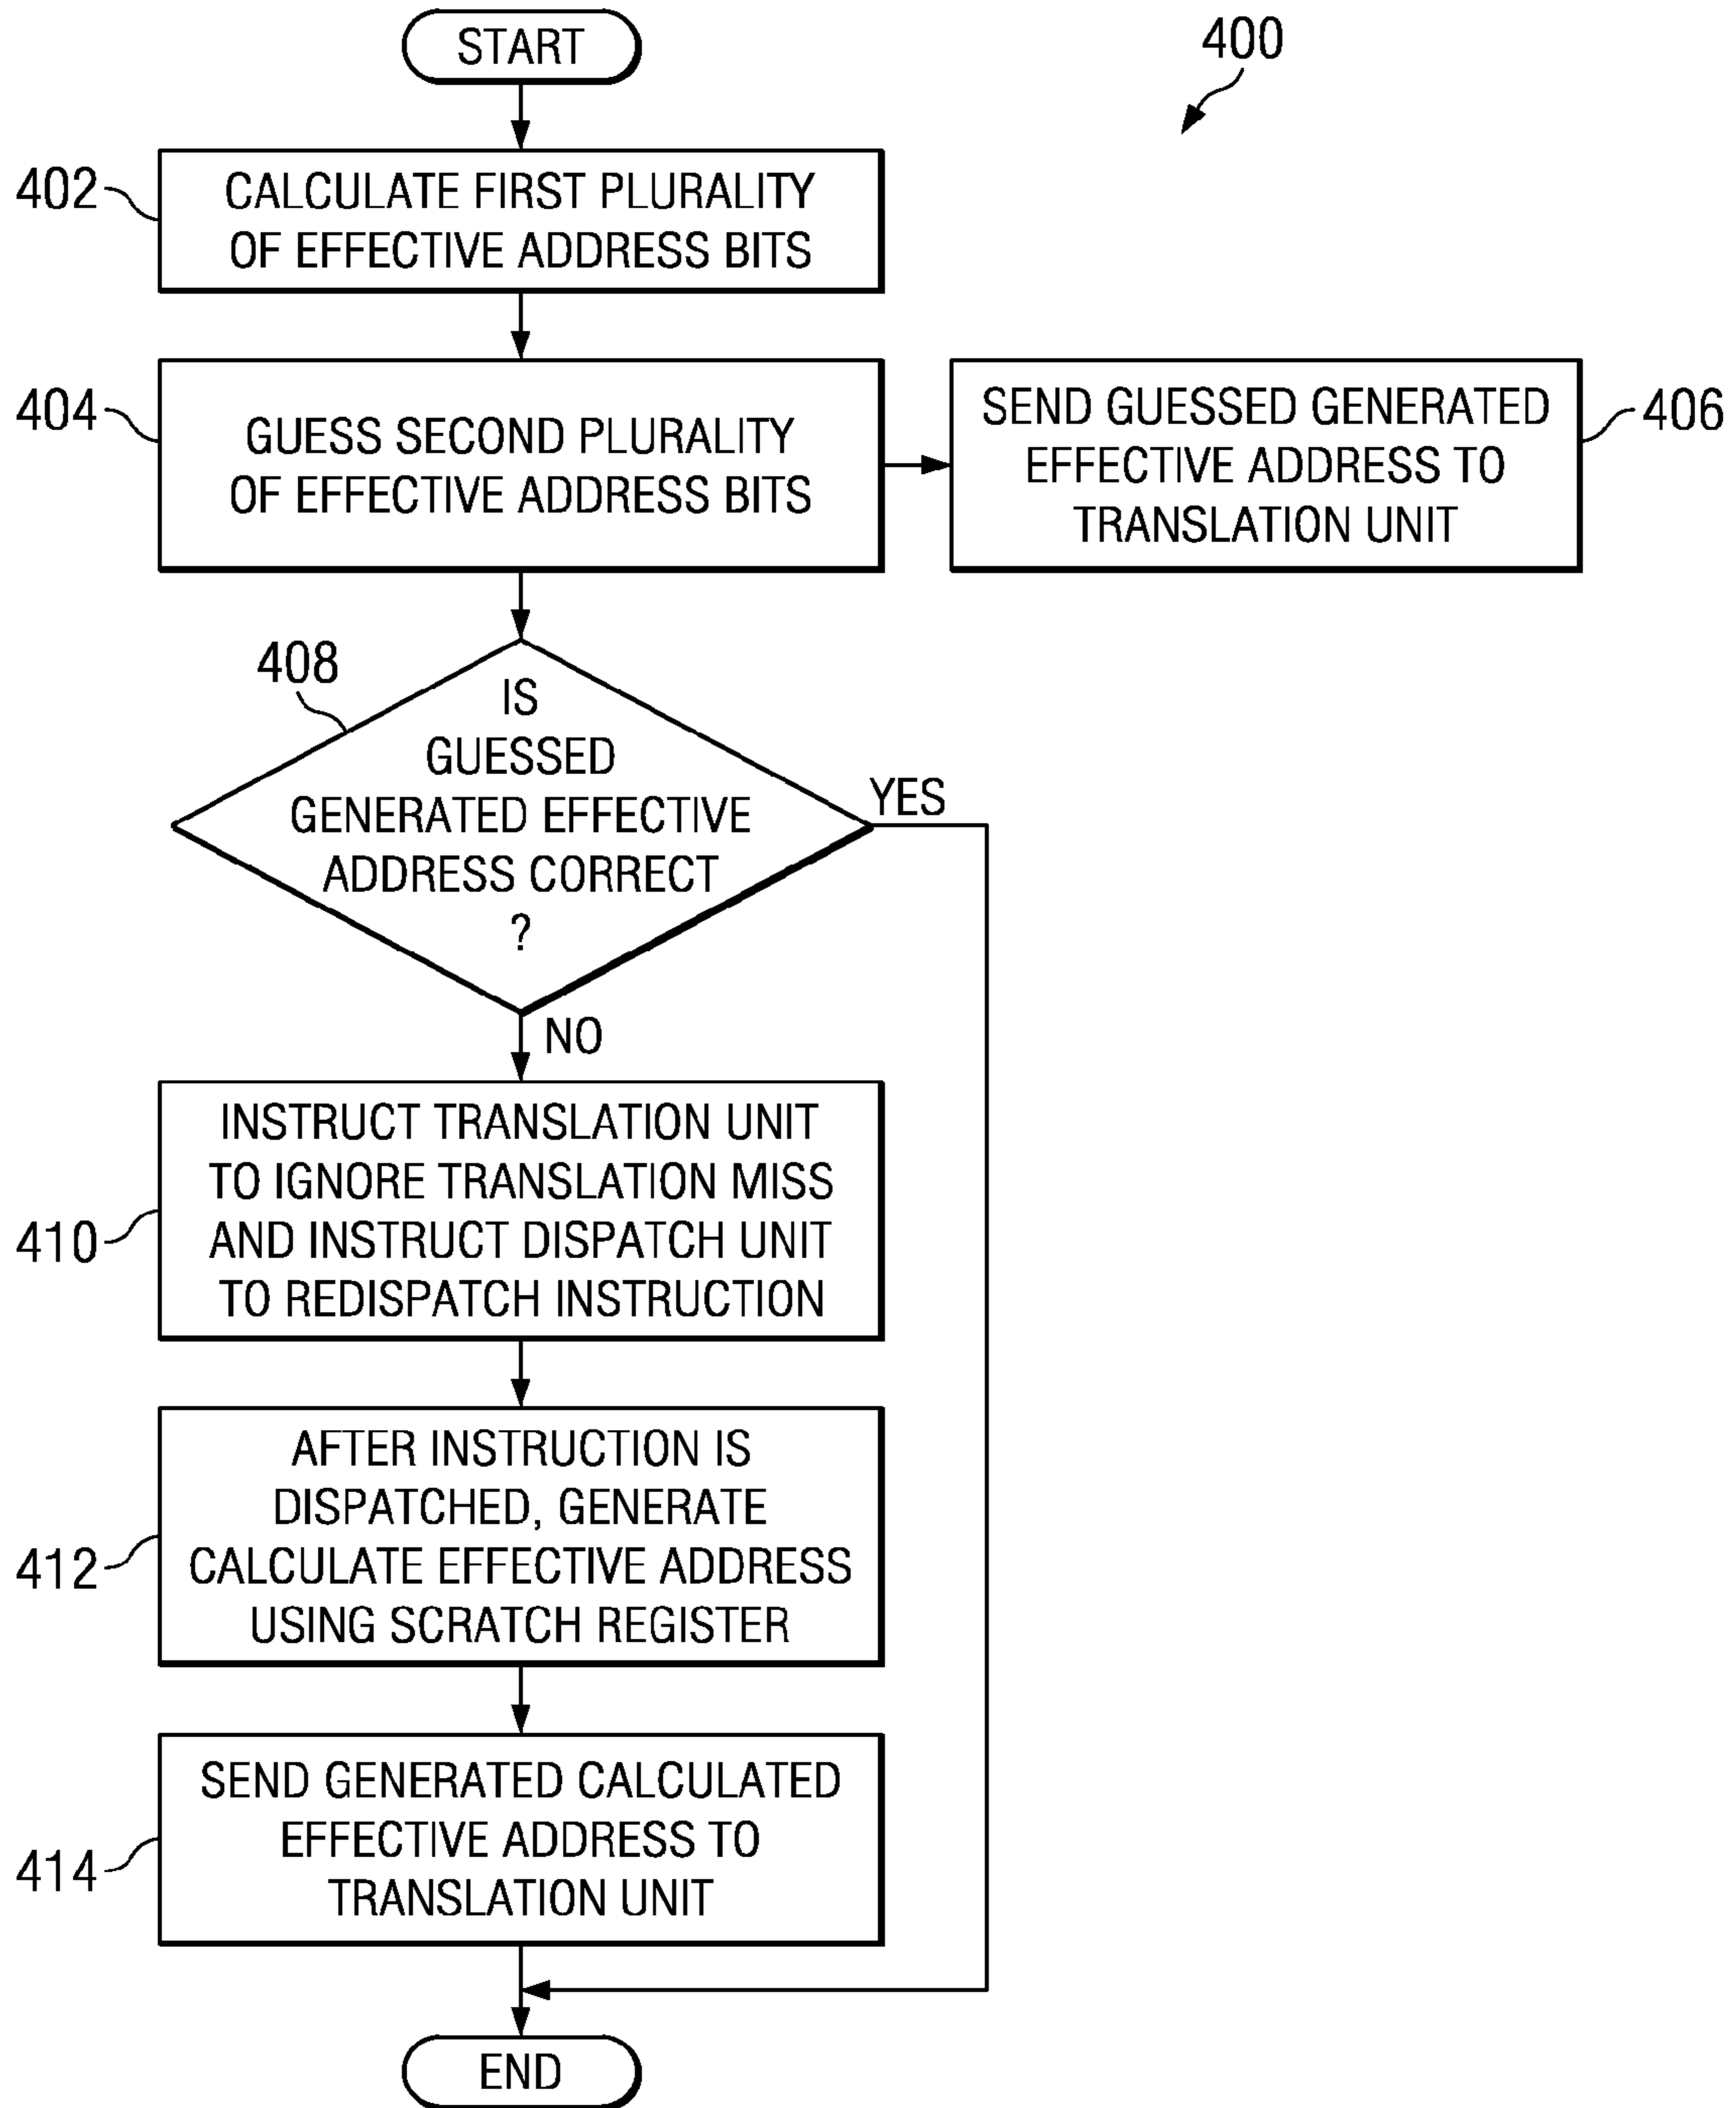 START
400
402
CALCULATE FIRST PLURALITY
OF EFFECTIVE ADDRESS BITS
404
GUESS SECOND PLURALITY
OF EFFECTIVE ADDRESS BITS
SEND GUESSED GENERATED
EFFECTIVE ADDRESS TO
TRANSLATION UNIT
406
408
IS
GUESSED
GENERATED EFFECTIVE
ADDRESS CORRECT
?
YES
NO
410
INSTRUCT TRANSLATION UNIT
TO IGNORE TRANSLATION MISS
AND INSTRUCT DISPATCH UNIT
TO REDISPATCH INSTRUCTION
412
AFTER INSTRUCTION IS
DISPATCHED, GENERATE
CALCULATE EFFECTIVE ADDRESS
USING SCRATCH REGISTER
414
SEND GENERATED CALCULATED
EFFECTIVE ADDRESS TO
TRANSLATION UNIT
END